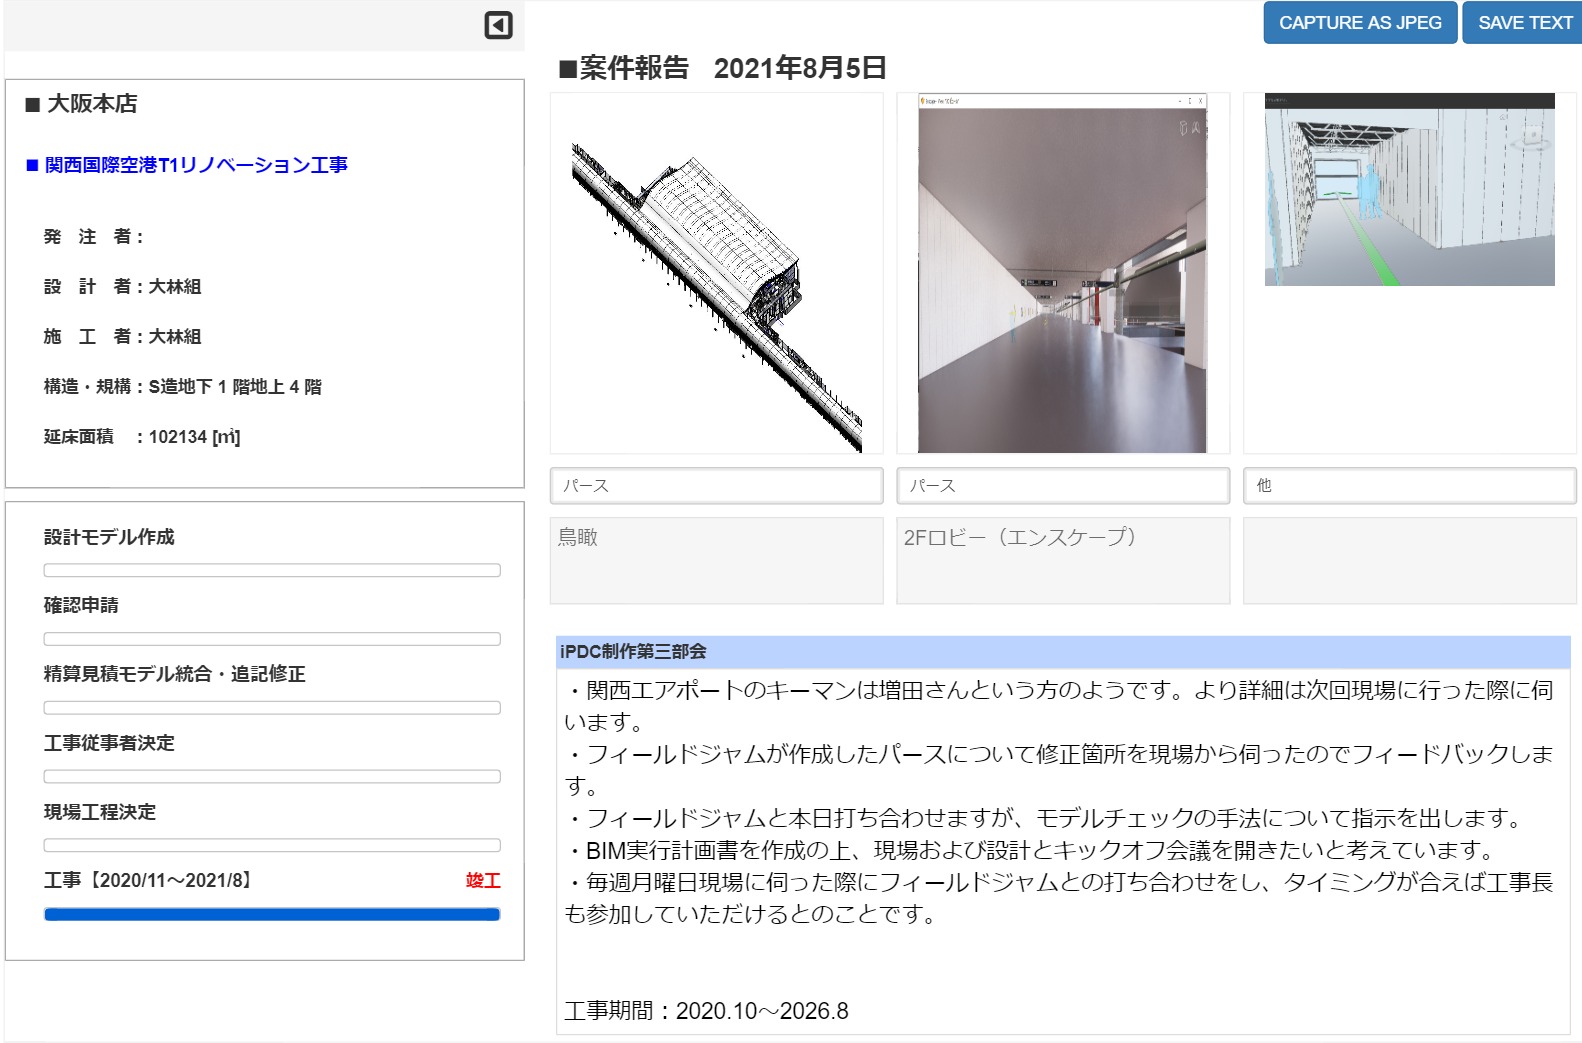 CAPTURE AS JPEG
SAVE TEXT
■ 大阪本店
■ 関西国際空港T1リノベーション工事
発 注 者：
設 計 者：大林組
施 工 者：大林組
構造・規構：S造地下 1 階地上 4 階
延床面積 ：102134 [㎡]
設計モデル作成
確認申請
精算見積モデル統合・追記修正
工事従事者決定
現場工程決定
工事【2020/11～2021/8】 竣工
■案件報告 2021年8月5日
パース
パース
他
鳥瞰
2Fロビー（エンスケープ）
iPDC制作第三部会
・関西エアポートのキーマンは増田さんという方のようです。より詳細は次回現場に行った際に伺
います。
・フィールドジャムが作成したパースについて修正箇所を現場から伺ったのでフィードバックしま
す。
・フィールドジャムと本日打ち合わせますが、モデルチェックの手法について指示を出します。
・BIM実行計画書を作成の上、現場および設計とキックオフ会議を開きたいと考えています。
・毎週月曜日現場に伺った際にフィールドジャムとの打ち合わせをし、タイミングが合えば工事長
も参加していただけるとのことです。
工事期間：2020.10～2026.8